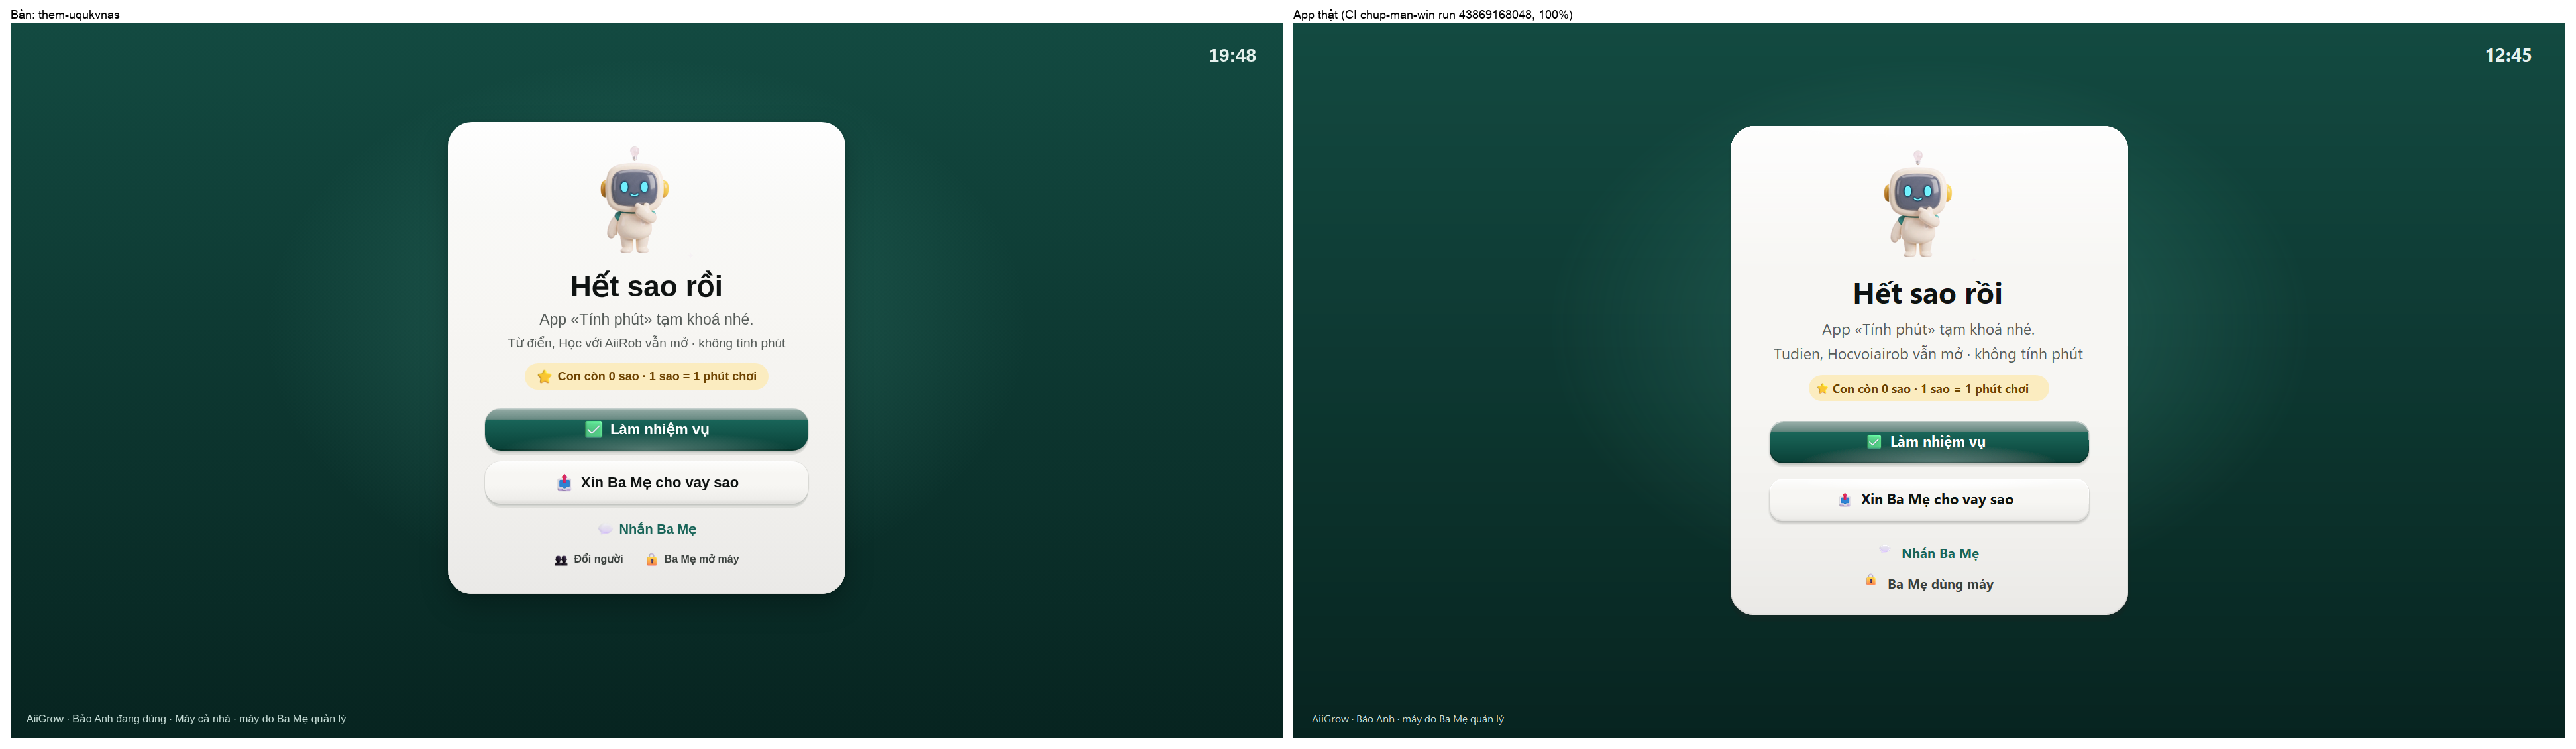 Bàn: them-uqukvnas
19:48
Hết sao rồi
App «Tính phút» tạm khoá nhé.
Từ điển, Học với AiiRob vẫn mở · không tính phút
Con còn 0 sao · 1 sao = 1 phút chơi
Làm nhiệm vụ
Xin Ba Mẹ cho vay sao
Nhắn Ba Mẹ
Đổi người
Ba Mẹ mở máy
AiiGrow · Bảo Anh đang dùng · Máy cả nhà · máy do Ba Mẹ quản lý
App thật (CI chup-man-win run 43869168048, 100%)
12:45
Hết sao rồi
App «Tính phút» tạm khoá nhé.
Tudien, Hocvoiairob vẫn mở · không tính phút
Con còn 0 sao · 1 sao = 1 phút chơi
Làm nhiệm vụ
Xin Ba Mẹ cho vay sao
Nhắn Ba Mẹ
Ba Mẹ dùng máy
AiiGrow · Bảo Anh · máy do Ba Mẹ quản lý